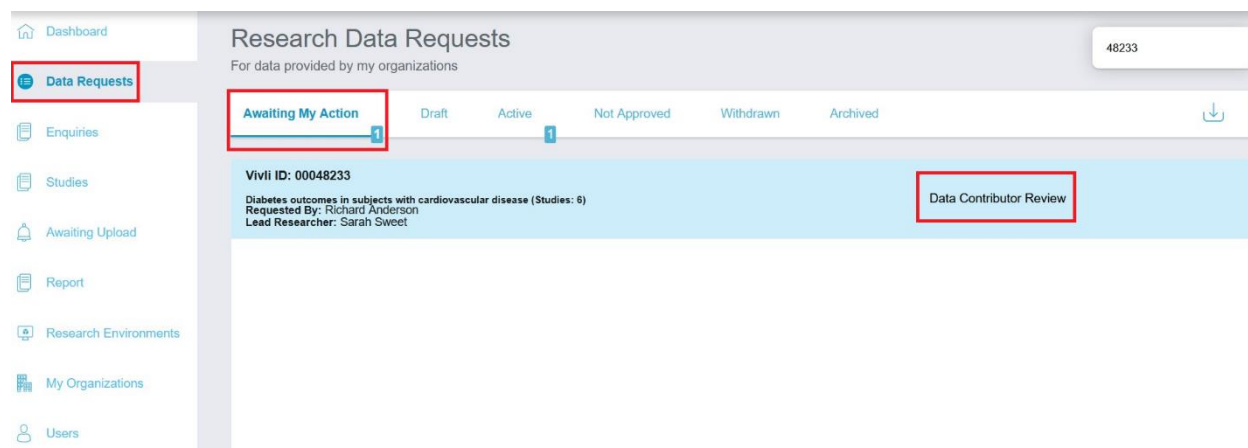 Dashboard
Data Requests
Enquiries
Studies
Awaiting Upload
Report
Research Environments
My Organizations
Users
Research Data Requests
For data provided by my organizations
48233
Awaiting My Action 1
Draft
Active 1
Not Approved
Withdrawn
Archived
Vivli ID: 00048233
Diabetes outcomes in subjects with cardiovascular disease (Studies: 6)
Requested By: Richard Anderson
Lead Researcher: Sarah Sweet
Data Contributor Review